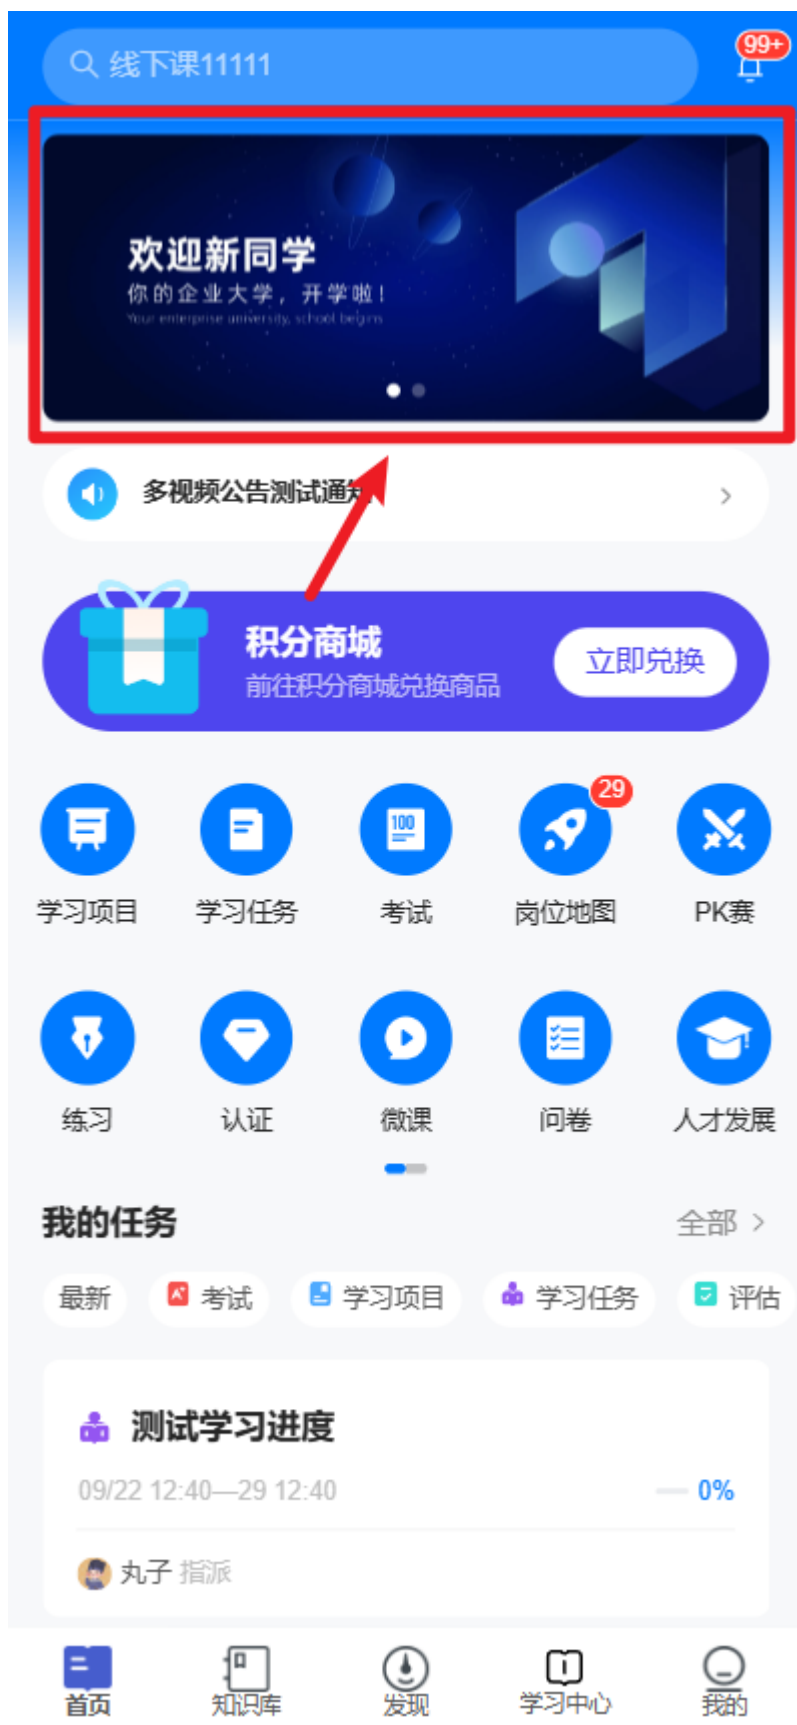 线下课11111
99+
欢迎新同学
你的企业大学，开学啦！
Your enterprise university, school begins
多视频公告测试通知
积分商城
前往积分商城兑换商品
立即兑换
29
100
学习项目 学习任务 考试 岗位地图 PK赛
练习 认证 微课 问卷 人才发展
我的任务 全部
最新 考试 学习项目 学习任务 评估
测试学习进度
09/22 12:40—29 12:40 0%
丸子 指派
首页 知识库 发现 学习中心 我的